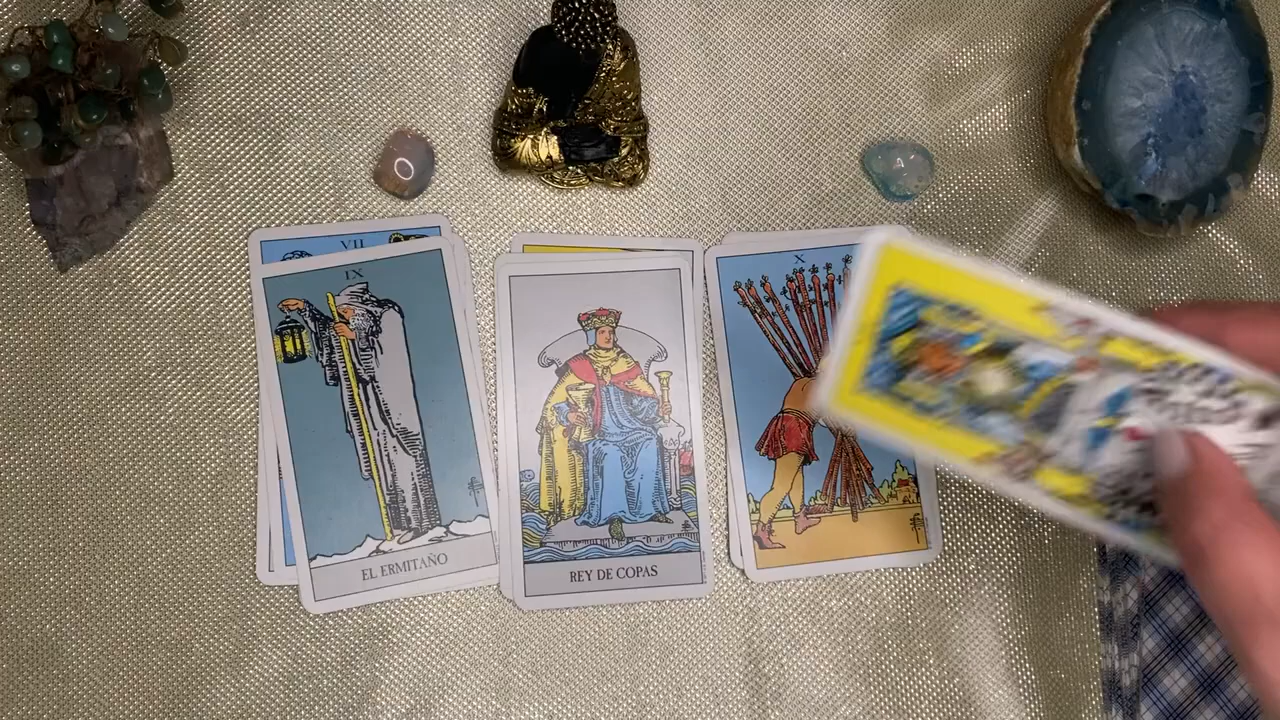 VII
IX
EL ERMITAÑO
REY DE COPAS
X